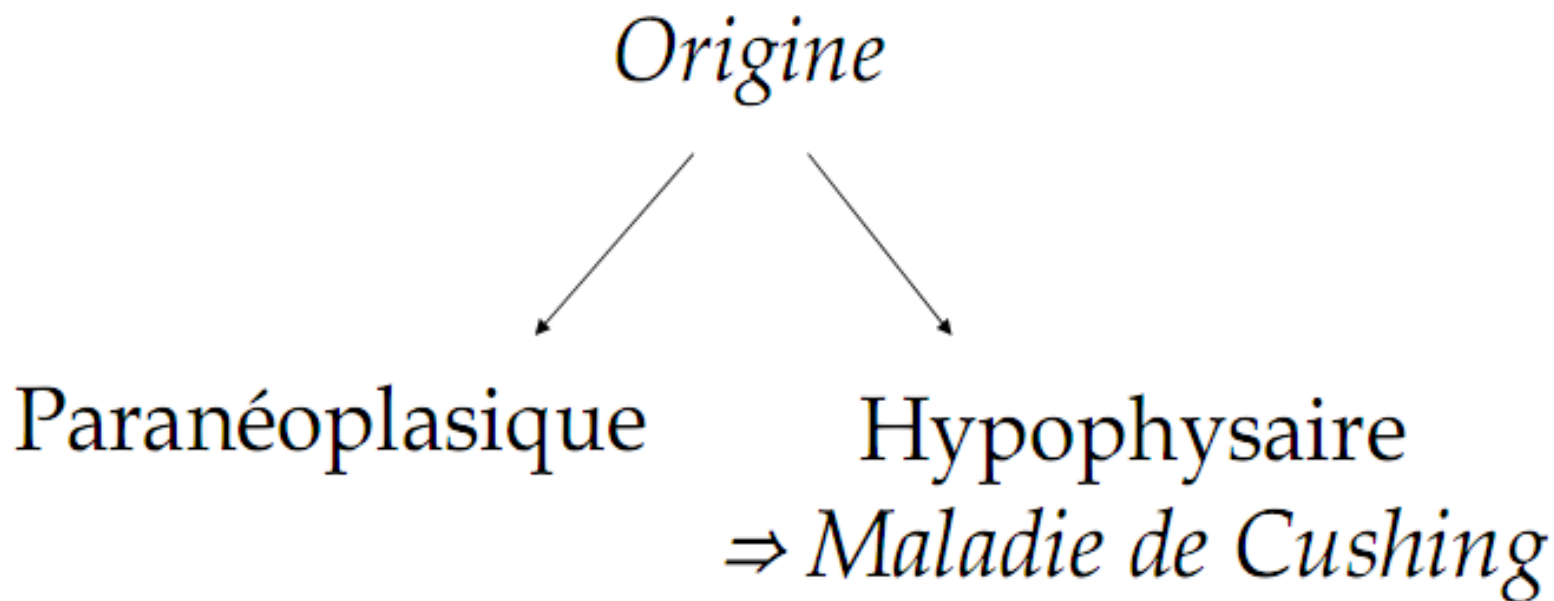 Origine
Paranéoplasique
Hypophysaire
⇒ Maladie de Cushing